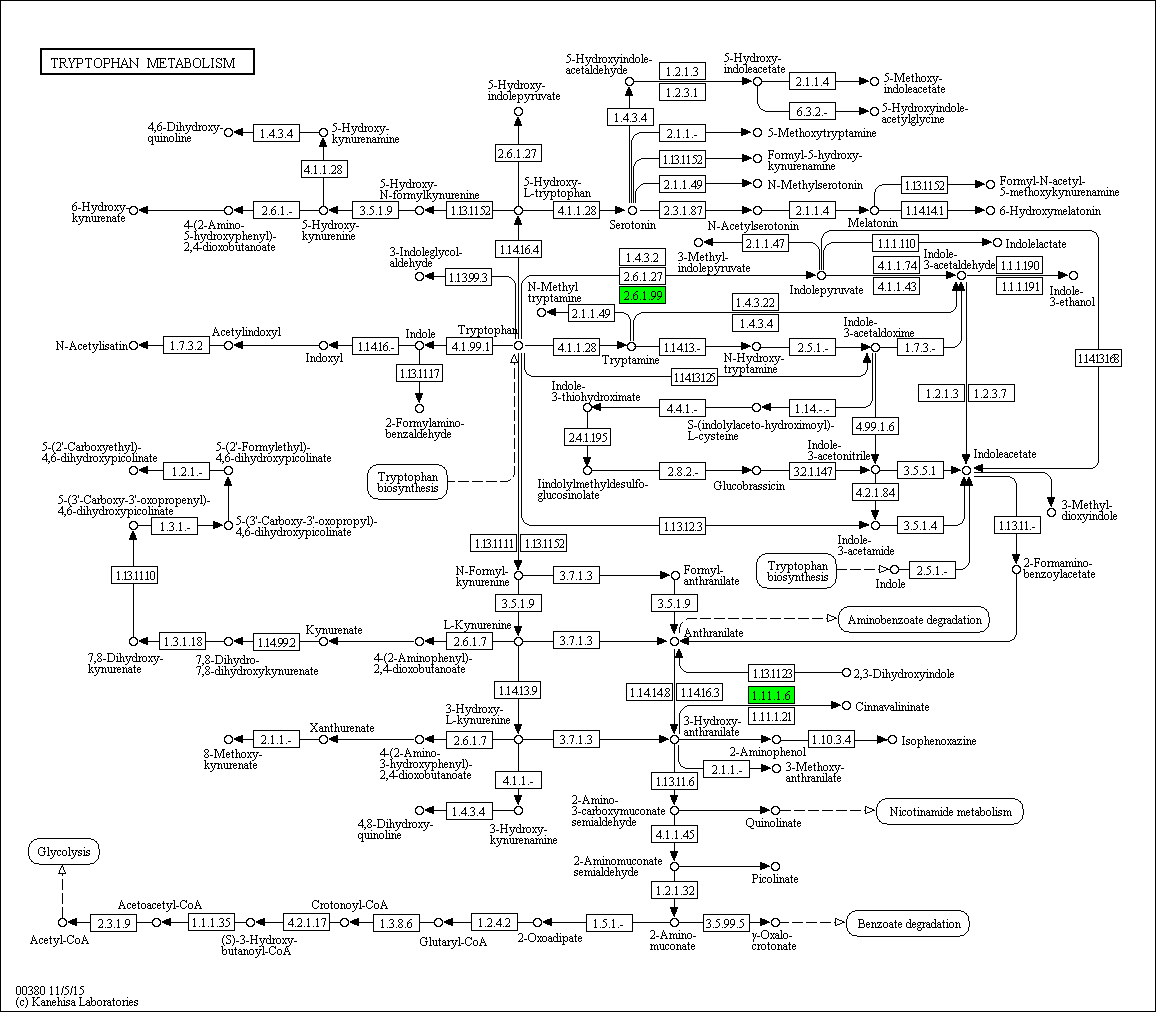 TRYPTOPHAN METABOLISM
5-Hydroxyindole-
acetaldehyde
1.2.1.3
1.2.3.1
5-Hydroxy-
indoleacetate
2.1.1.4
5-Methoxy-
indoleacetate
6.3.2.-
5-Hydroxyindole-
acetylglycine
5-Hydroxy-
indolepyruvate
1.4.3.4
4,6-Dihydroxy-
quinoline
1.4.3.4
5-Hydroxy-
kynurenamine
2.6.1.27
2.1.1.-
5-Methoxytryptamine
1.13.11.52
Formyl-5-hydroxy-
kynurenamine
4.1.1.28
5-Hydroxy-
N-formylkynurenine
5-Hydroxy-
L-tryptophan
2.1.1.49
N-Methylserotonin
1.13.11.52
Formyl-N-acetyl-
5-methoxykynurenamine
6-Hydroxy-
kynurenate
2.6.1.-
3.5.1.9
1.13.11.52
4.1.1.28
2.3.1.87
2.1.1.4
1.14.14.1
6-Hydroxymelatonin
4-(2-Amino-
5-hydroxyphenyl)-
2,4-dioxobutanoate
5-Hydroxy-
kynurenine
Serotonin
N-Acetylserotonin
Melatonin
1.14.16.4
3-Indoleglycol-
aldehyde
1.13.99.3
1.4.3.2
2.6.1.27
2.6.1.99
3-Methyl-
indolepyruvate
2.1.1.47
1.1.1.110
Indolelactate
4.1.1.74
4.1.1.43
Indole-
3-acetaldehyde
1.1.1.190
1.1.1.191
Indole-
3-ethanol
Indolepyruvate
N-Methyl
tryptamine
2.1.1.49
1.4.3.22
1.4.3.4
Indole-
3-acetaldoxime
N-Acetylisatin
1.7.3.2
Acetylindoxyl
Indoxyl
1.14.16.-
Indole
4.1.99.1
Tryptophan
4.1.1.28
Tryptamine
1.14.13.-
N-Hydroxy-
tryptamine
2.5.1.-
1.7.3.-
1.14.13.168
1.13.11.17
2-Formylamino-
benzaldehyde
1.14.13.125
Indole-
3-thiohydroximate
4.4.1.-
S-(indolylaceto-hydroximoyl)-
L-cysteine
1.14.-.-
1.2.1.3
1.2.3.7
2.4.1.195
4.99.1.6
5-(2'-Carboxyethyl)-
4,6-dihydroxypicolinate
5-(2'-Formylethyl)-
4,6-dihydroxypicolinate
1.2.1.-
Tryptophan
biosynthesis
Iindolylmethyldesulfo-
glucosinolate
2.8.2.-
Glucobrassicin
3.2.1.147
Indole-
3-acetonitrile
3.5.5.1
Indoleacetate
4.2.1.84
5-(3'-Carboxy-3'-oxopropenyl)-
4,6-dihydroxypicolinate
1.3.1.-
5-(3'-Carboxy-3'-oxopropyl)-
4,6-dihydroxypicolinate
3-Methyl-
dioxyindole
1.13.12.3
Indole-
3-acetamide
3.5.1.4
1.13.11.-
1.13.11.11
1.13.11.52
1.13.11.10
N-Formyl-
kynurenine
3.7.1.3
Formyl-
anthranilate
Tryptophan
biosynthesis
Indole
2.5.1.-
2-Formamino-
benzoylacetate
3.5.1.9
3.5.1.9
Aminobenzoate degradation
7,8-Dihydroxy-
kynurenate
1.3.1.18
7,8-Dihydro-
7,8-dihydroxykynurenate
1.14.99.2
Kynurenate
4-(2-Aminophenyl)-
2,4-dioxobutanoate
2.6.1.7
L-Kynurenine
3.7.1.3
Anthranilate
1.13.11.23
2,3-Dihydroxyindole
1.14.13.9
1.14.14.8
1.14.16.3
1.11.1.6
1.11.1.21
Cinnavalininate
8-Methoxy-
kynurenate
2.1.1.-
Xanthurenate
4-(2-Amino-
3-hydroxyphenyl)-
2,4-dioxobutanoate
2.6.1.7
3-Hydroxy-
L-kynurenine
3.7.1.3
3-Hydroxy-
anthranilate
2-Aminophenol
1.10.3.4
Isophenoxazine
2.1.1.-
3-Methoxy-
anthranilate
4.1.1.-
1.13.11.6
4,8-Dihydroxy-
quinoline
1.4.3.4
3-Hydroxy-
kynurenamine
2-Amino-
3-carboxymuconate
semialdehyde
Quinolinate
Nicotinamide metabolism
4.1.1.45
Glycolysis
2-Aminomuconate
semialdehyde
Picolinate
1.2.1.32
Acetyl-CoA
2.3.1.9
Acetoacetyl-CoA
1.1.1.35
(S)-3-Hydroxy-
butanoyl-CoA
4.2.1.17
Crotonoyl-CoA
1.3.8.6
Glutaryl-CoA
1.2.4.2
2-Oxoadipate
1.5.1.-
2-Amino-
muconate
3.5.99.5
γ-Oxalo-
crotonate
Benzoate degradation
00380 11/5/15
(c) Kanehisa Laboratories